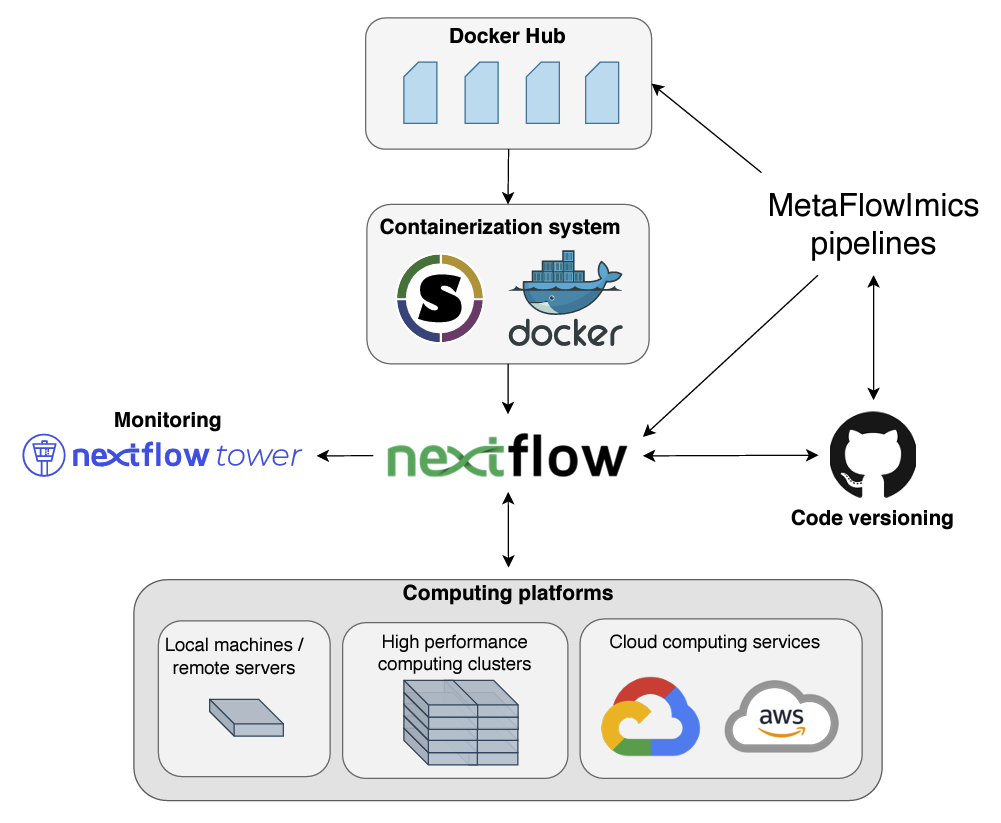 Docker Hub
Containerization system
S
docker
MetaFlowImics
pipelines
Monitoring
nextflow tower
nextflow
Code versioning
Computing platforms
Local machines /
remote servers
High performance
computing clusters
Cloud computing services
aws